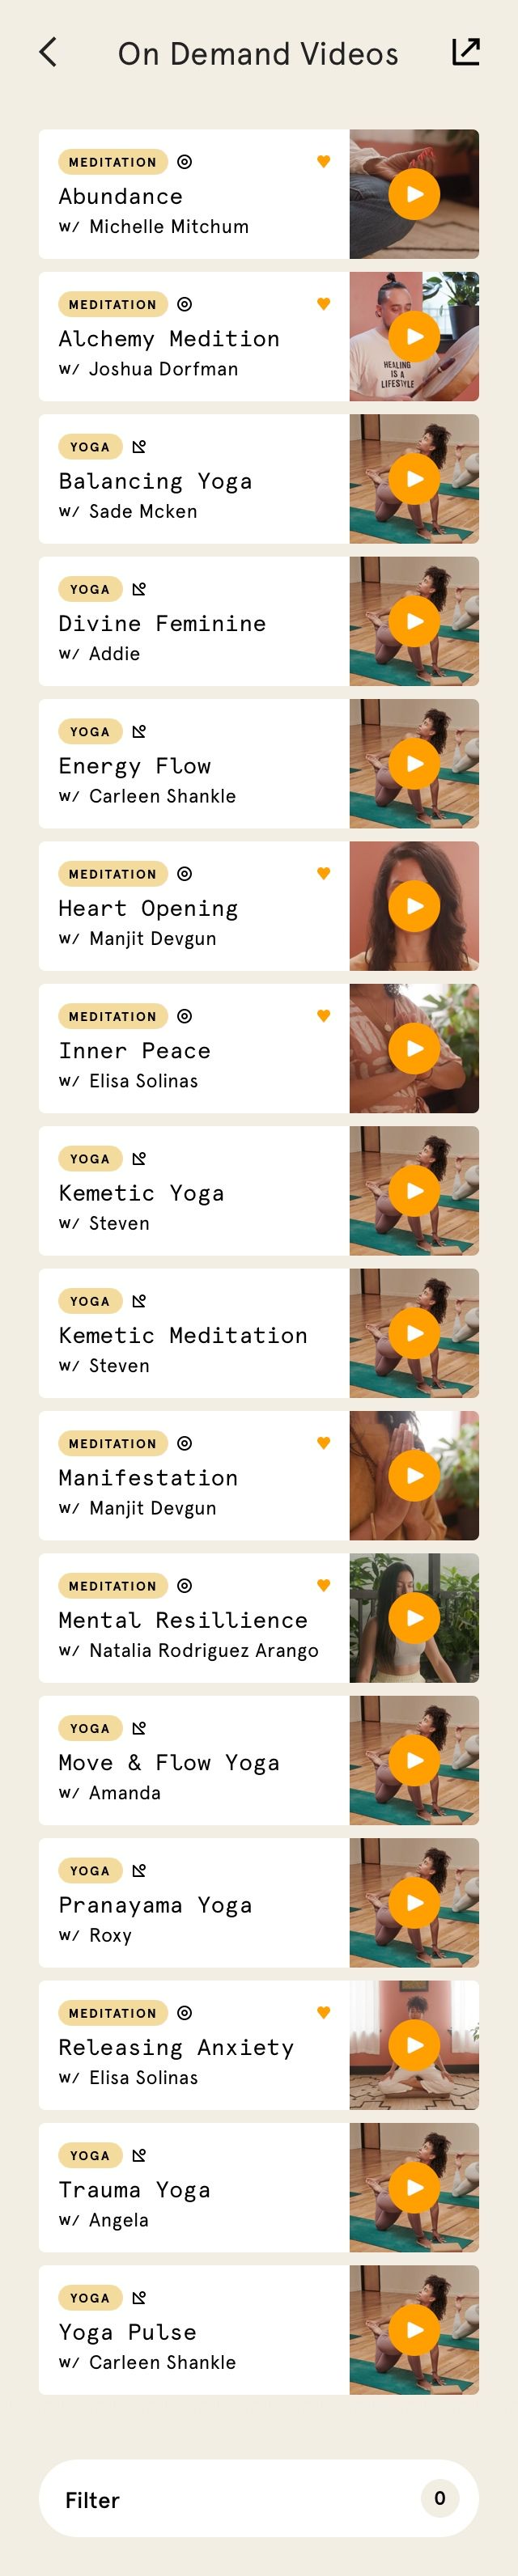 On Demand Videos
MEDITATION
Abundance
w/ Michelle Mitchum
MEDITATION
Alchemy Medition
w/ Joshua Dorfman
HEALING
IS A
LIFESTYLE
YOGA
Balancing Yoga
w/ Sade Mcken
YOGA
Divine Feminine
w/ Addie
YOGA
Energy Flow
w/ Carleen Shankle
MEDITATION
Heart Opening
w/ Manjit Devgun
MEDITATION
Inner Peace
w/ Elisa Solinas
YOGA
Kemetic Yoga
w/ Steven
YOGA
Kemetic Meditation
w/ Steven
MEDITATION
Manifestation
w/ Manjit Devgun
MEDITATION
Mental Resillience
w/ Natalia Rodriguez Arango
YOGA
Move & Flow Yoga
w/ Amanda
YOGA
Pranayama Yoga
w/ Roxy
MEDITATION
Releasing Anxiety
w/ Elisa Solinas
YOGA
Trauma Yoga
w/ Angela
YOGA
Yoga Pulse
w/ Carleen Shankle
Filter 0